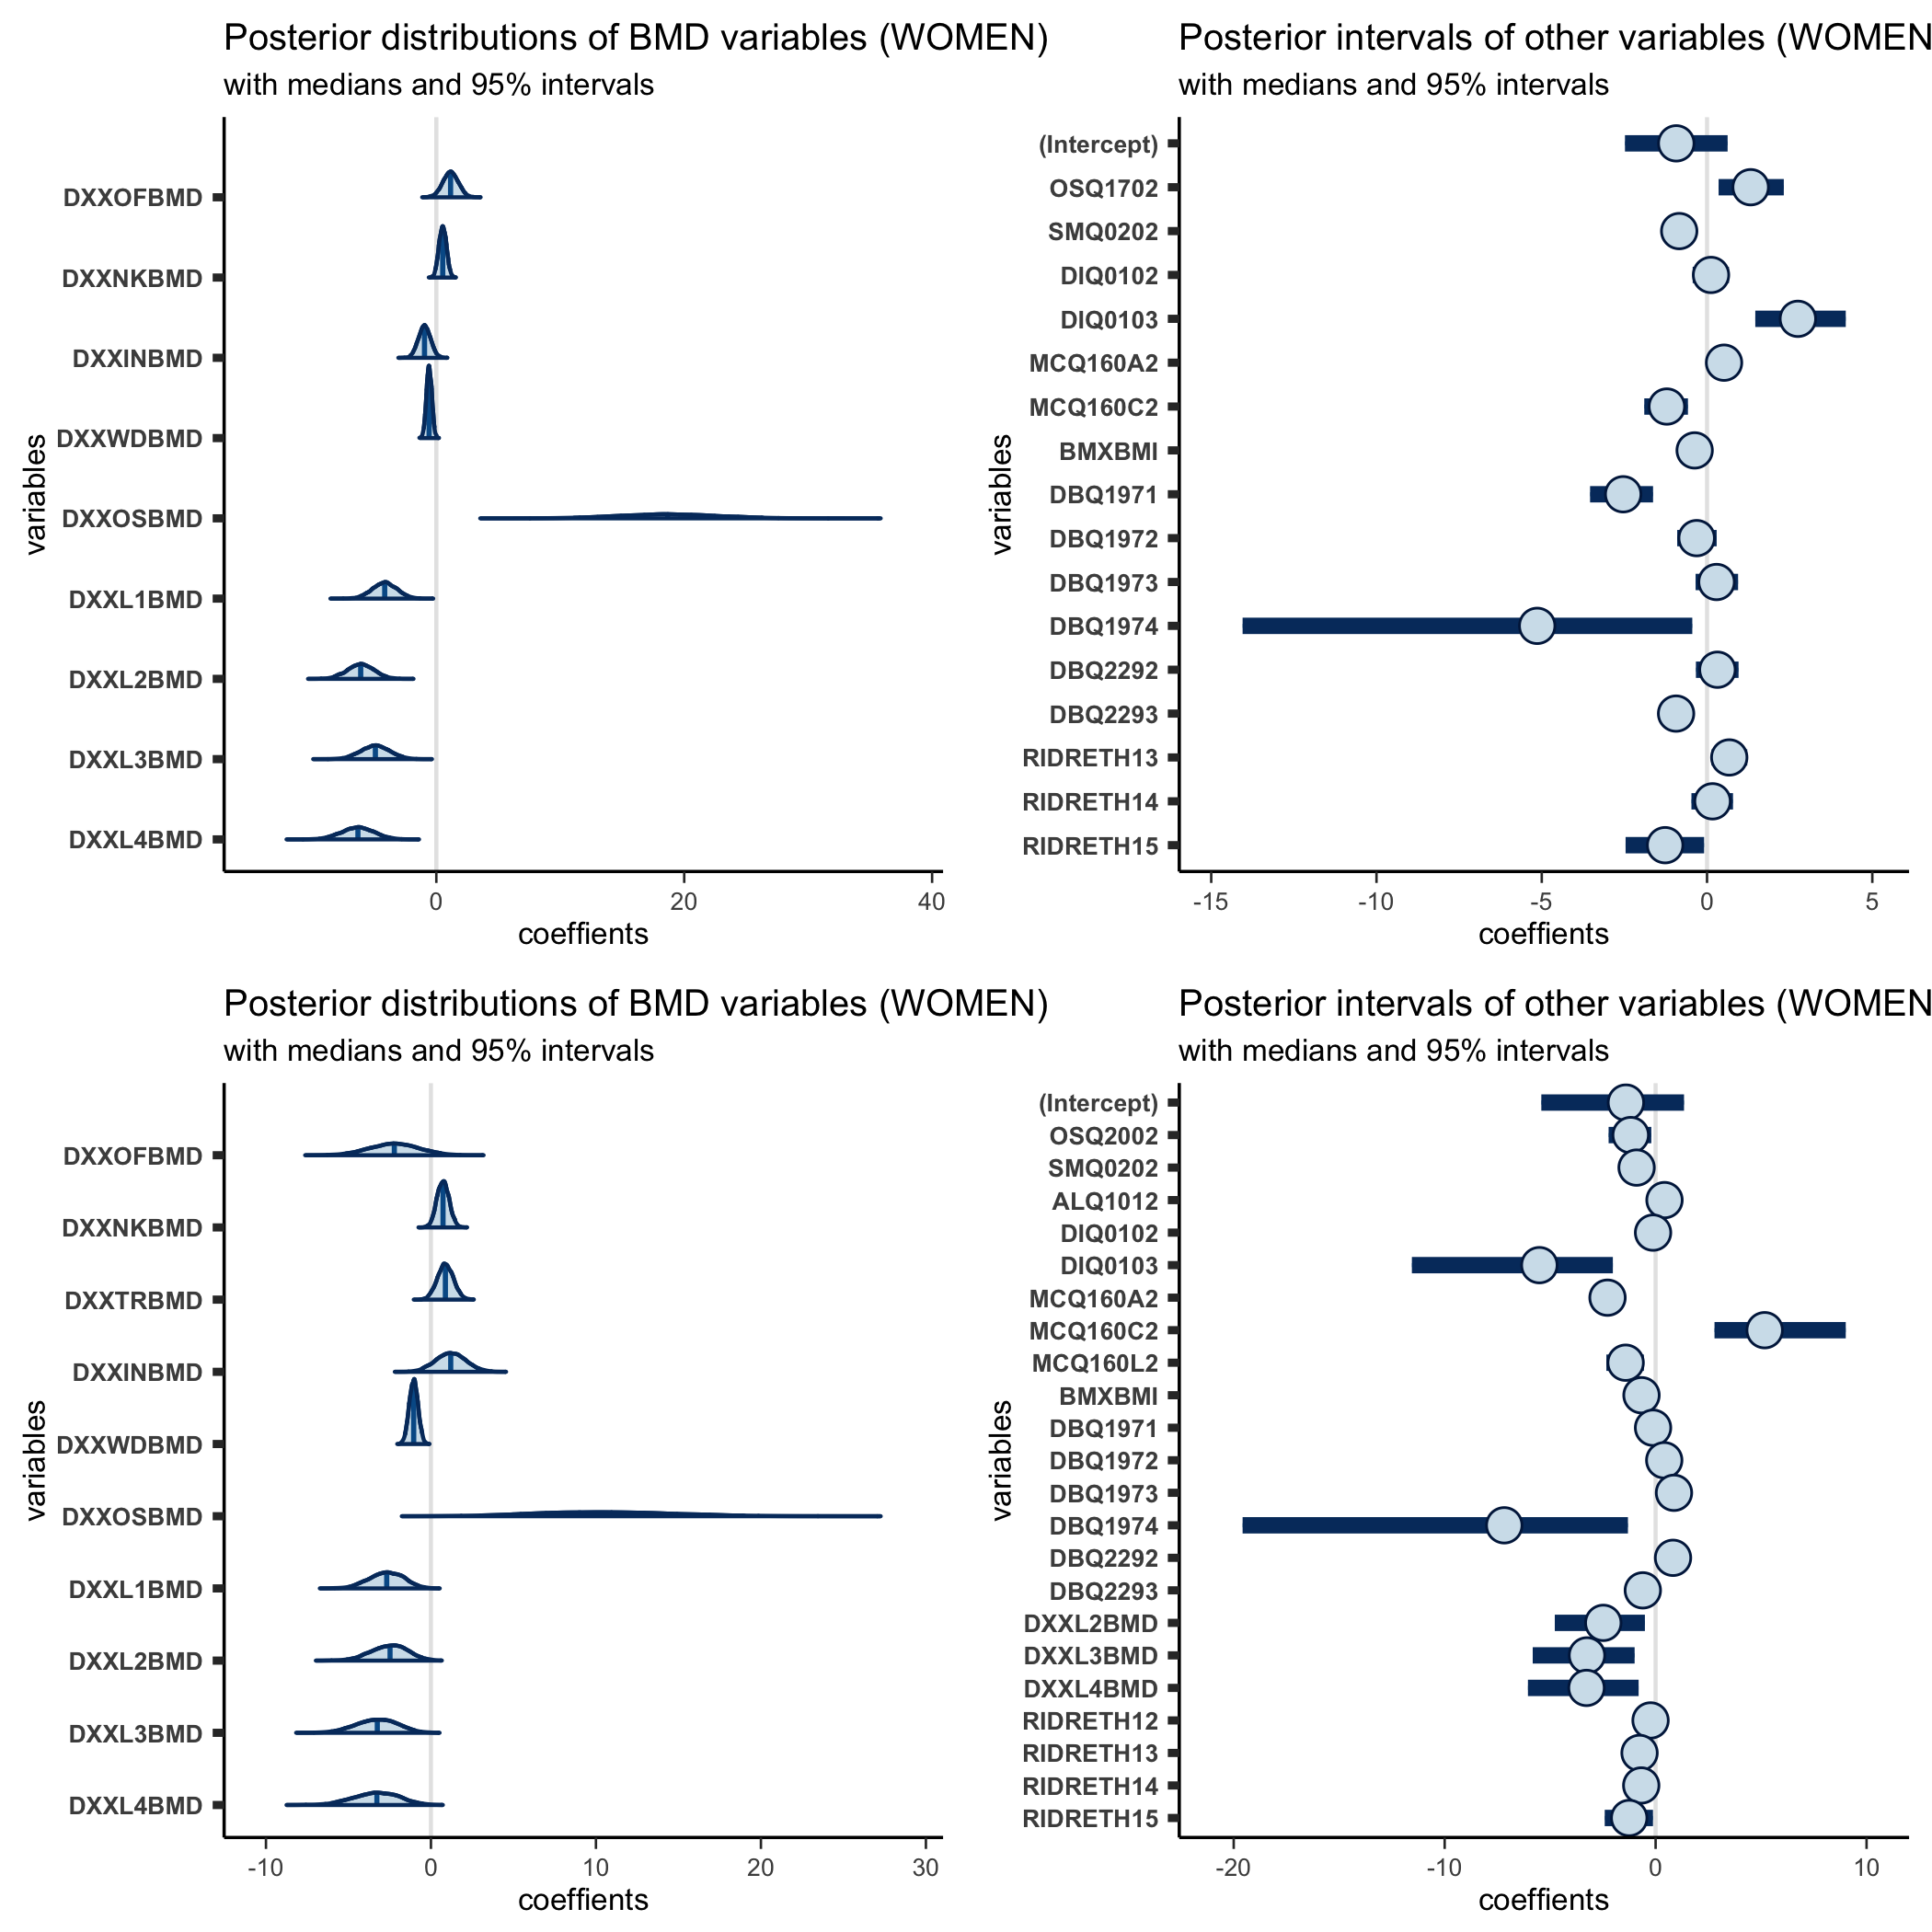 Posterior distributions of BMD variables (WOMEN)
with medians and 95% intervals
variables
DXXOFBMD
DXXNKBMD
DXXINBMD
DXXWDBMD
DXXOSBMD
DXXL1BMD
DXXL2BMD
DXXL3BMD
DXXL4BMD
0 20 40
coeffients
Posterior intervals of other variables (WOMEN
with medians and 95% intervals
variables
(Intercept)
OSQ1702
SMQ0202
DIQ0102
DIQ0103
MCQ160A2
MCQ160C2
BMXBMI
DBQ1971
DBQ1972
DBQ1973
DBQ1974
DBQ2292
DBQ2293
RIDRETH13
RIDRETH14
RIDRETH15
-15 -10 -5 0 5
coeffients
Posterior distributions of BMD variables (WOMEN)
with medians and 95% intervals
variables
DXXOFBMD
DXXNKBMD
DXXTRBMD
DXXINBMD
DXXWDBMD
DXXOSBMD
DXXL1BMD
DXXL2BMD
DXXL3BMD
DXXL4BMD
-10 0 10 20 30
coeffients
Posterior intervals of other variables (WOMEN
with medians and 95% intervals
variables
(Intercept)
OSQ2002
SMQ0202
ALQ1012
DIQ0102
DIQ0103
MCQ160A2
MCQ160C2
MCQ160L2
BMXBMI
DBQ1971
DBQ1972
DBQ1973
DBQ1974
DBQ2292
DBQ2293
DXXL2BMD
DXXL3BMD
DXXL4BMD
RIDRETH12
RIDRETH13
RIDRETH14
RIDRETH15
-20 -10 0 10
coeffients